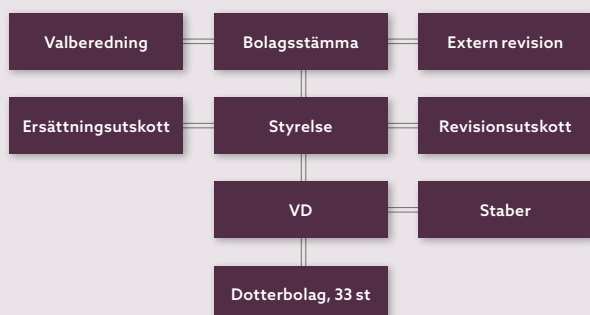 Valberedning
Bolagsstämma
Extern revision
Ersättningsutskott
Styrelse
Revisionsutskott
VD
Staber
Dotterbolag, 33 st